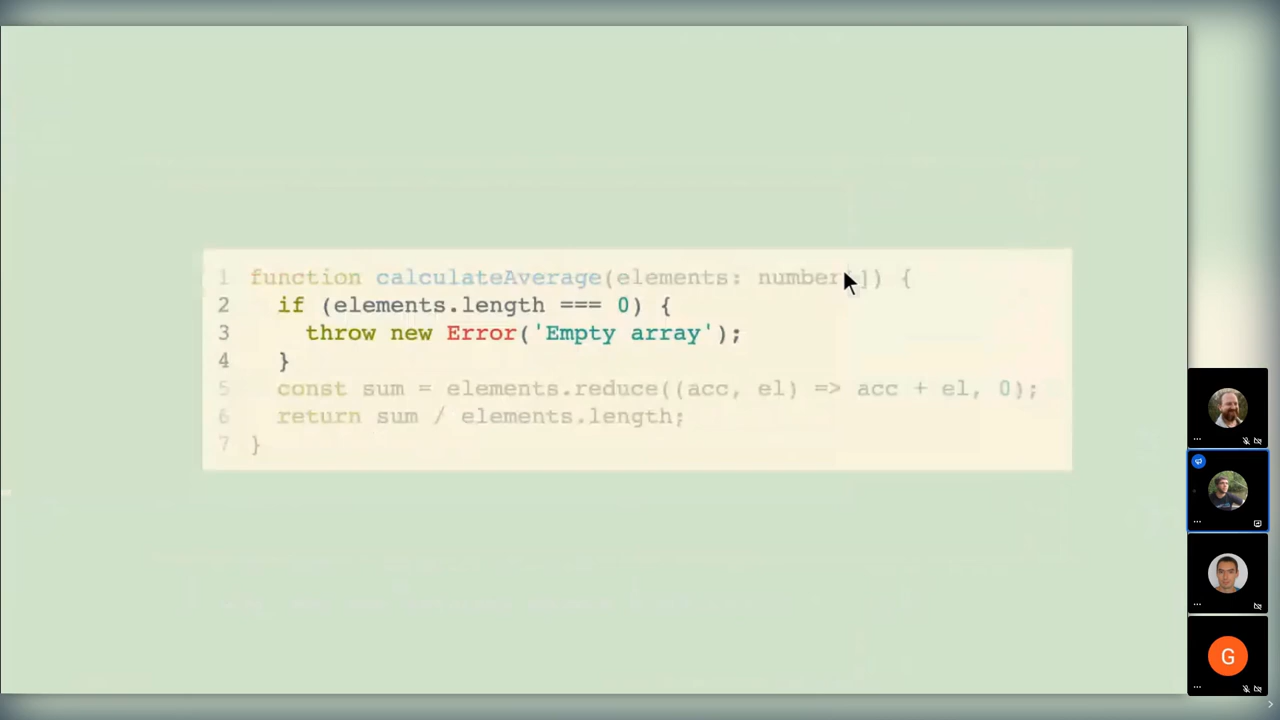 1 function calculateAverage(elements: number[]) {
2 if (elements.length === 0) {
3 throw new Error('Empty array');
4 }
5 const sum = elements.reduce((acc, el) => acc + el, 0);
6 return sum / elements.length;
7 }
G